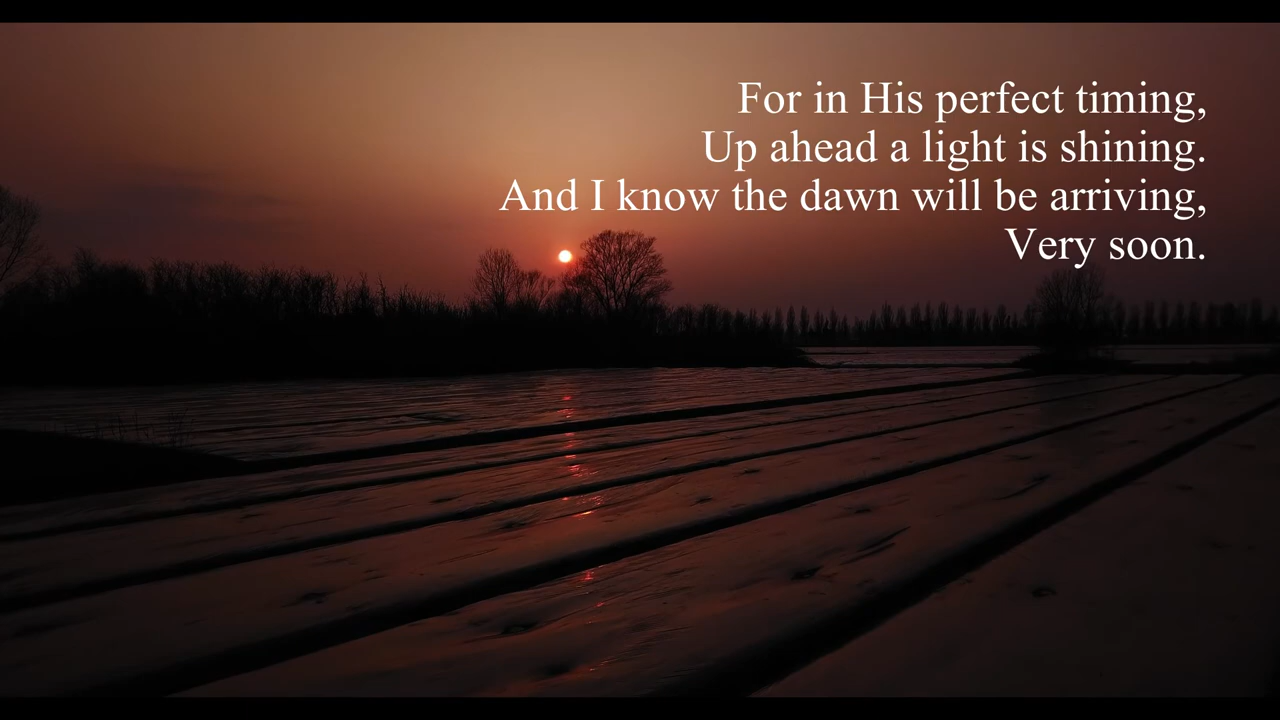 For in His perfect timing,
Up ahead a light is shining.
And I know the dawn will be arriving,
Very soon.